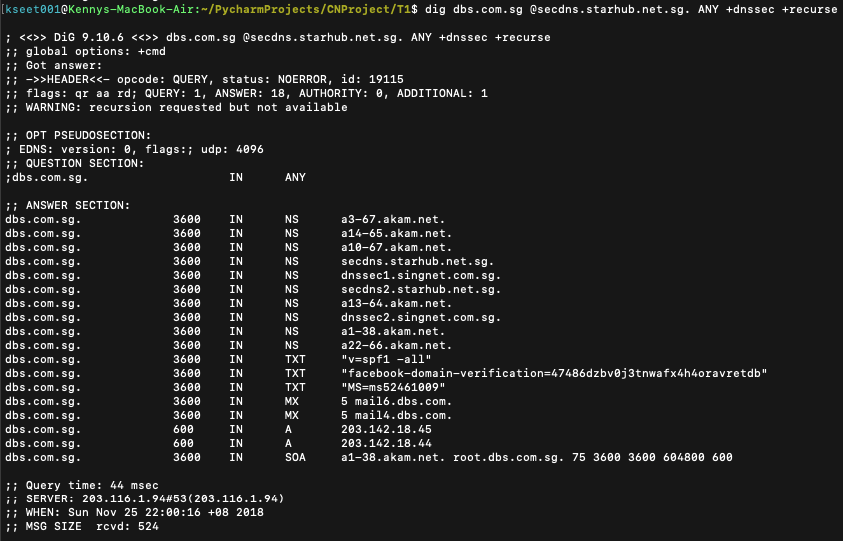 [kseet001@Kennys-MacBook-Air:~/PycharmProjects/CNProject/T1$ dig dbs.com.sg @secdns.starhub.net.sg. ANY +dnssec +recurse
; <<>> DiG 9.10.6 <<>> dbs.com.sg @secdns.starhub.net.sg. ANY +dnssec +recurse
;; global options: +cmd
;; Got answer:
;; ->>HEADER<<- opcode: QUERY, status: NOERROR, id: 19115
;; flags: qr aa rd; QUERY: 1, ANSWER: 18, AUTHORITY: 0, ADDITIONAL: 1
;; WARNING: recursion requested but not available
;; OPT PSEUDOSECTION:
; EDNS: version: 0, flags:; udp: 4096
;; QUESTION SECTION:
;dbs.com.sg. IN ANY
;; ANSWER SECTION:
dbs.com.sg. 3600 IN NS a3-67.akam.net.
dbs.com.sg. 3600 IN NS a14-65.akam.net.
dbs.com.sg. 3600 IN NS a10-67.akam.net.
dbs.com.sg. 3600 IN NS secdns.starhub.net.sg.
dbs.com.sg. 3600 IN NS dnssec1.singnet.com.sg.
dbs.com.sg. 3600 IN NS secdns2.starhub.net.sg.
dbs.com.sg. 3600 IN NS a13-64.akam.net.
dbs.com.sg. 3600 IN NS dnssec2.singnet.com.sg.
dbs.com.sg. 3600 IN NS a1-38.akam.net.
dbs.com.sg. 3600 IN NS a22-66.akam.net.
dbs.com.sg. 3600 IN TXT "v=spf1 -all"
dbs.com.sg. 3600 IN TXT "facebook-domain-verification=47486dzbv0j3tnwafx4h4oravretdb"
dbs.com.sg. 3600 IN TXT "MS=ms52461009"
dbs.com.sg. 3600 IN MX 5 mail6.dbs.com.
dbs.com.sg. 3600 IN MX 5 mail4.dbs.com.
dbs.com.sg. 600 IN A 203.142.18.45
dbs.com.sg. 600 IN A 203.142.18.44
dbs.com.sg. 3600 IN SOA a1-38.akam.net. root.dbs.com.sg. 75 3600 3600 604800 600
;; Query time: 44 msec
;; SERVER: 203.116.1.94#53(203.116.1.94)
;; WHEN: Sun Nov 25 22:00:16 +08 2018
;; MSG SIZE rcvd: 524